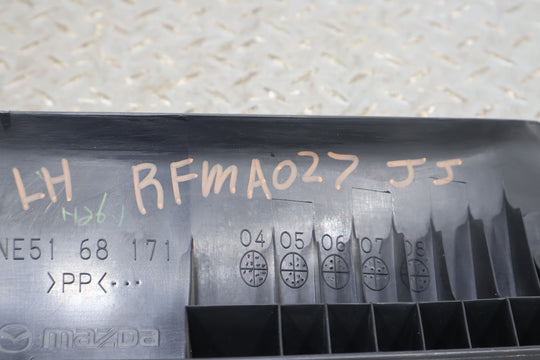 LH RFMA027 JJ
NE51 68 171
>PP<···
04 05 06 07 08
mazda